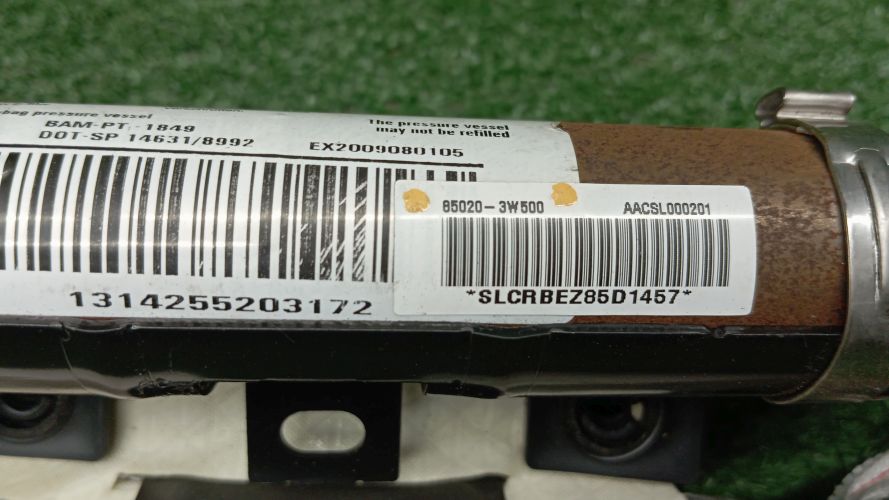 bag pressure vessel
BAM-PT-1849
DOT-SP 14631/8992
The pressure vessel
may not be refilled
EX2009080105
1314255203172
85020-3W500
AACSL000201
*SLCRBEZ85D1457*